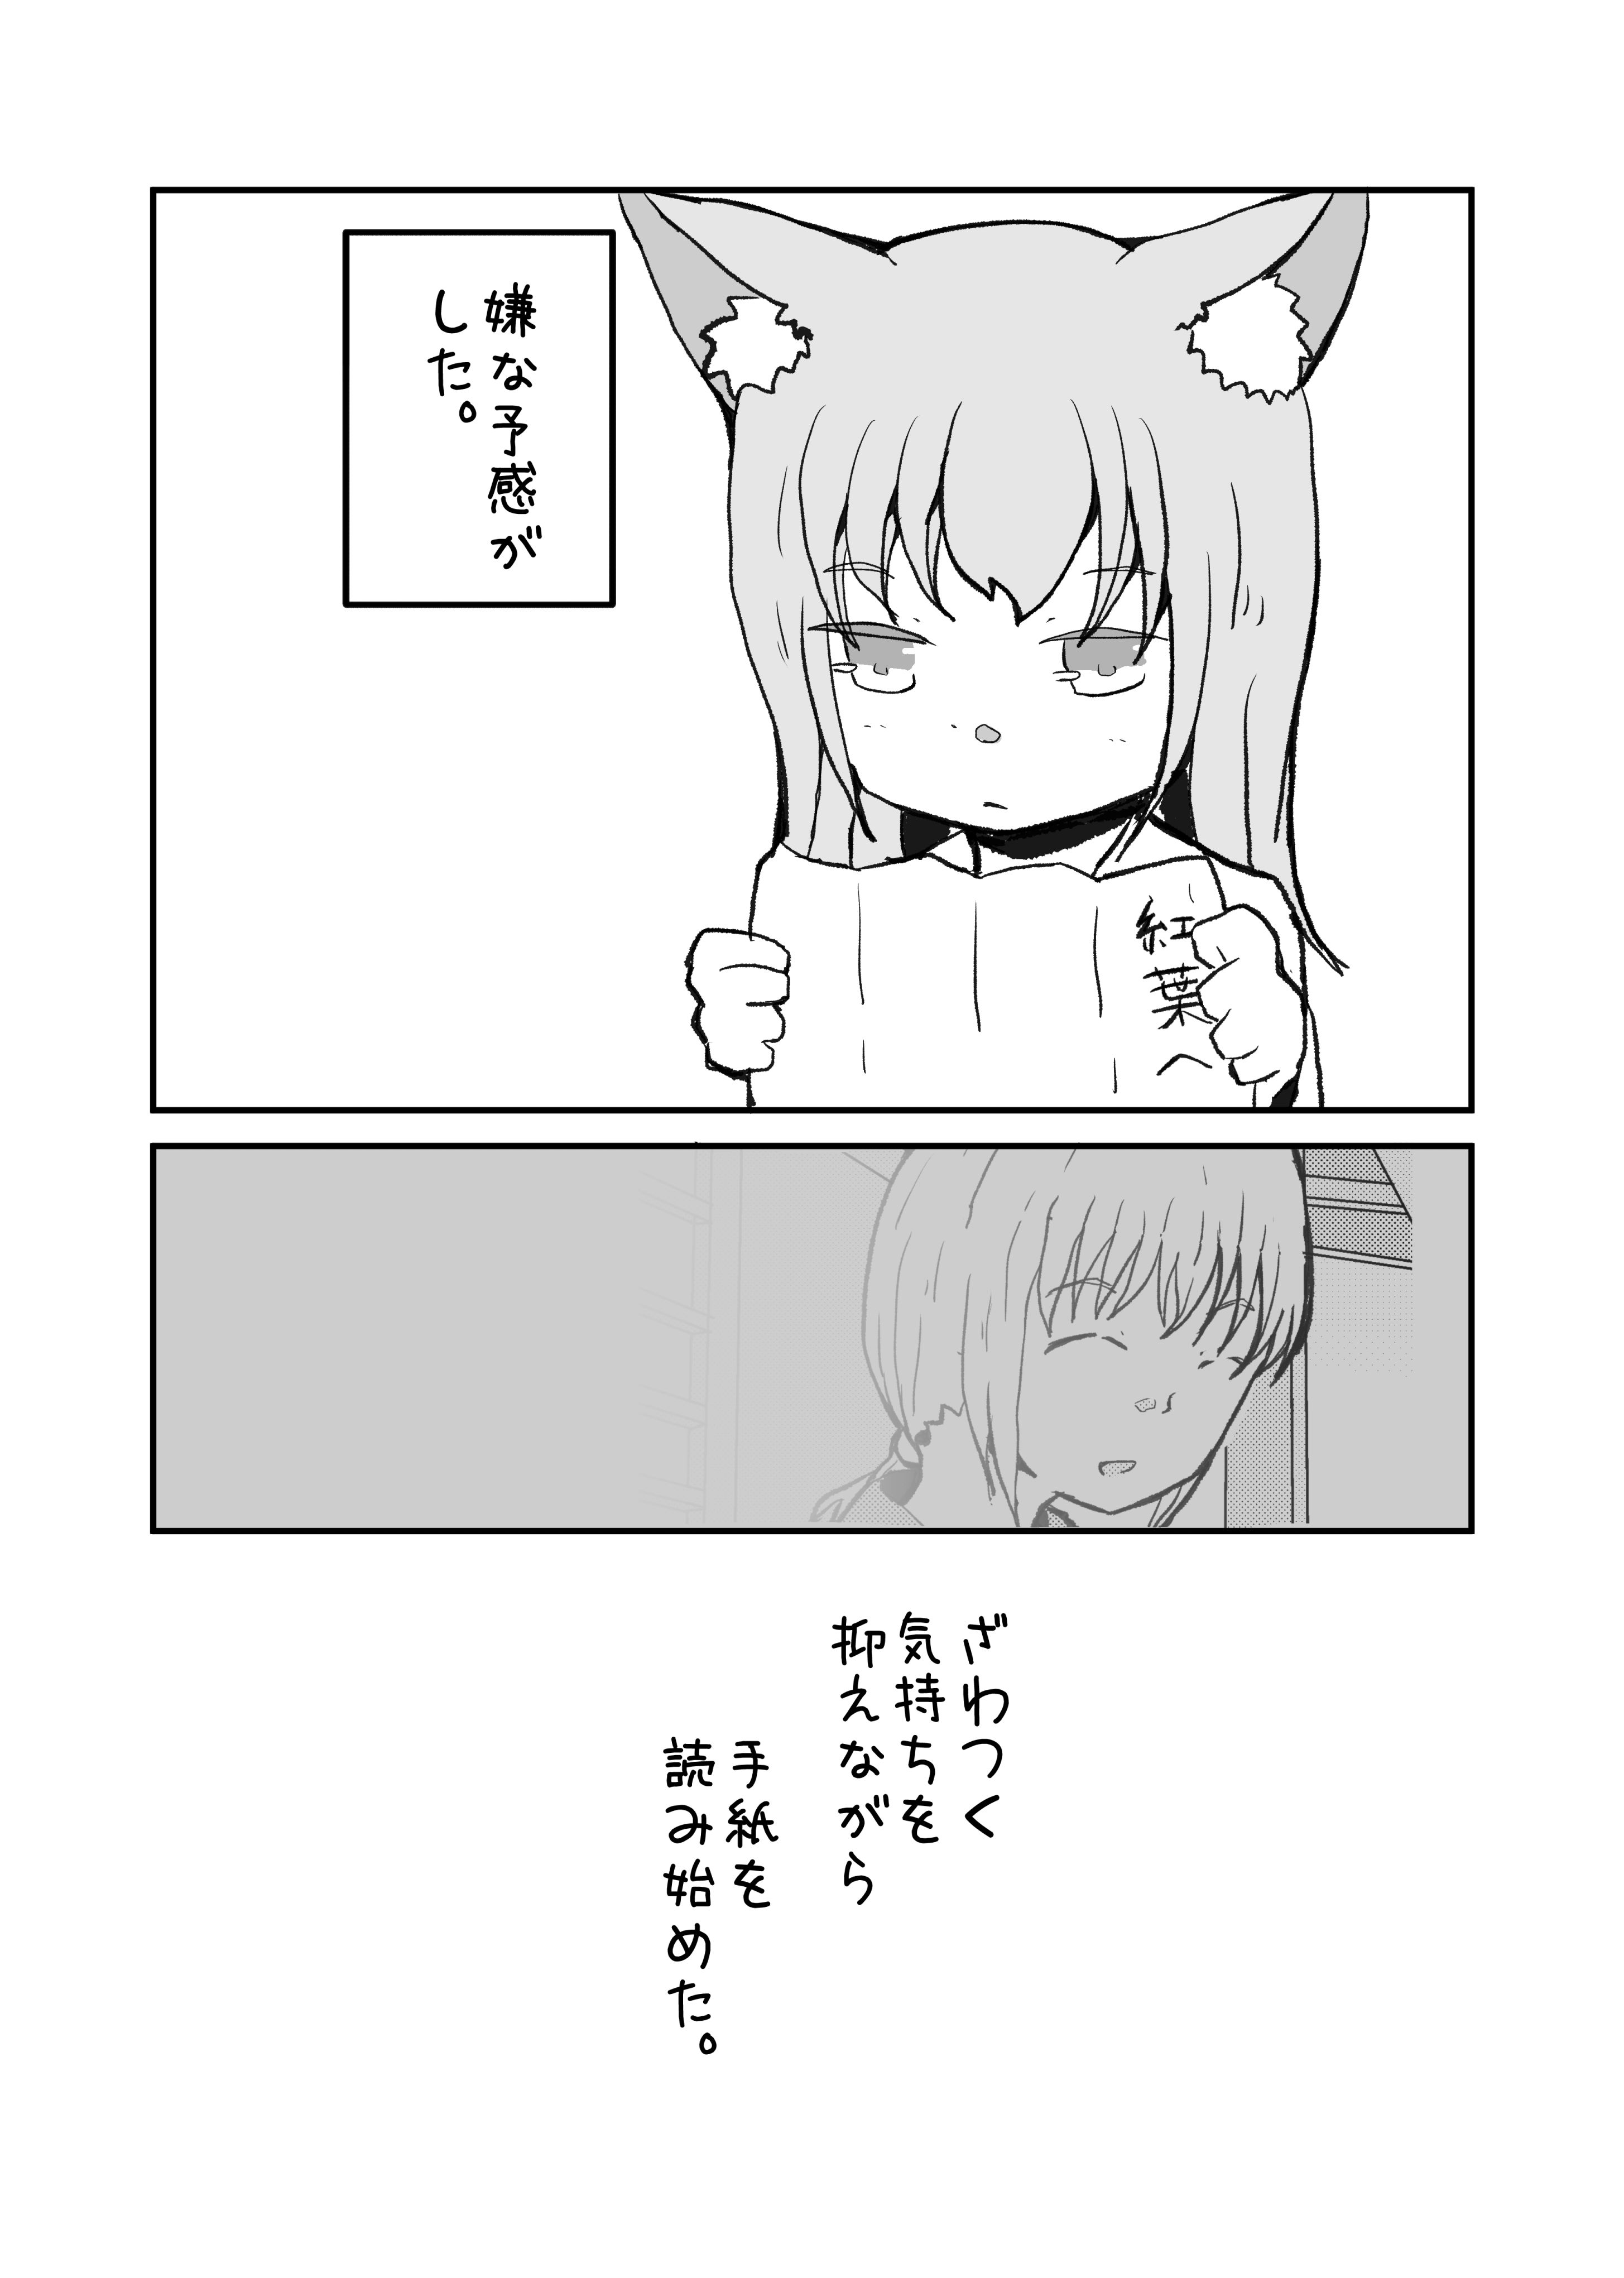 嫌な予感が
した。
紅葉へ
ざわつく
気持ちを
抑えながら
手紙を
読み始めた。